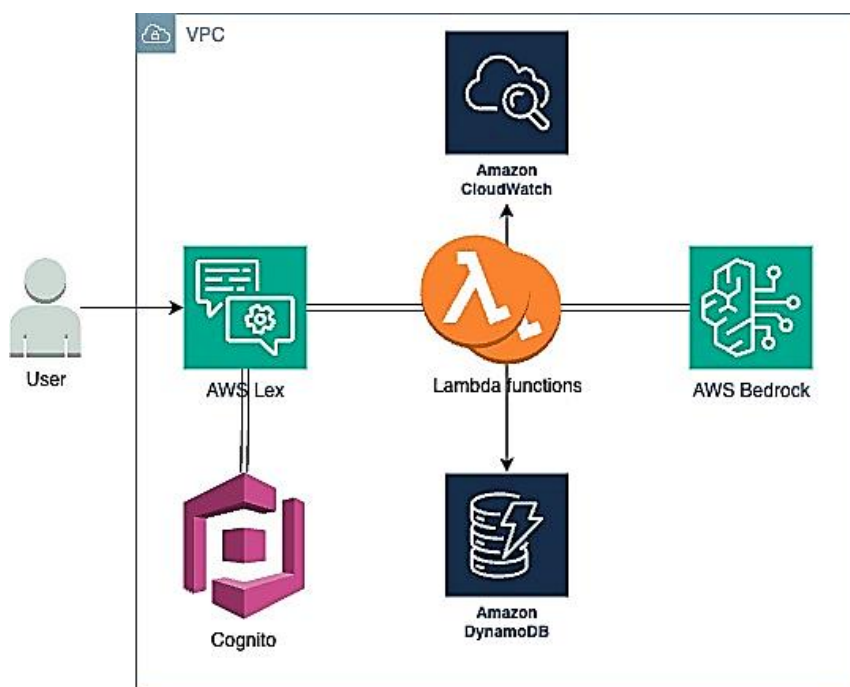 VPC
Amazon
CloudWatch
User
AWS Lex
Lambda functions
AWS Bedrock
Cognito
Amazon
DynamoDB